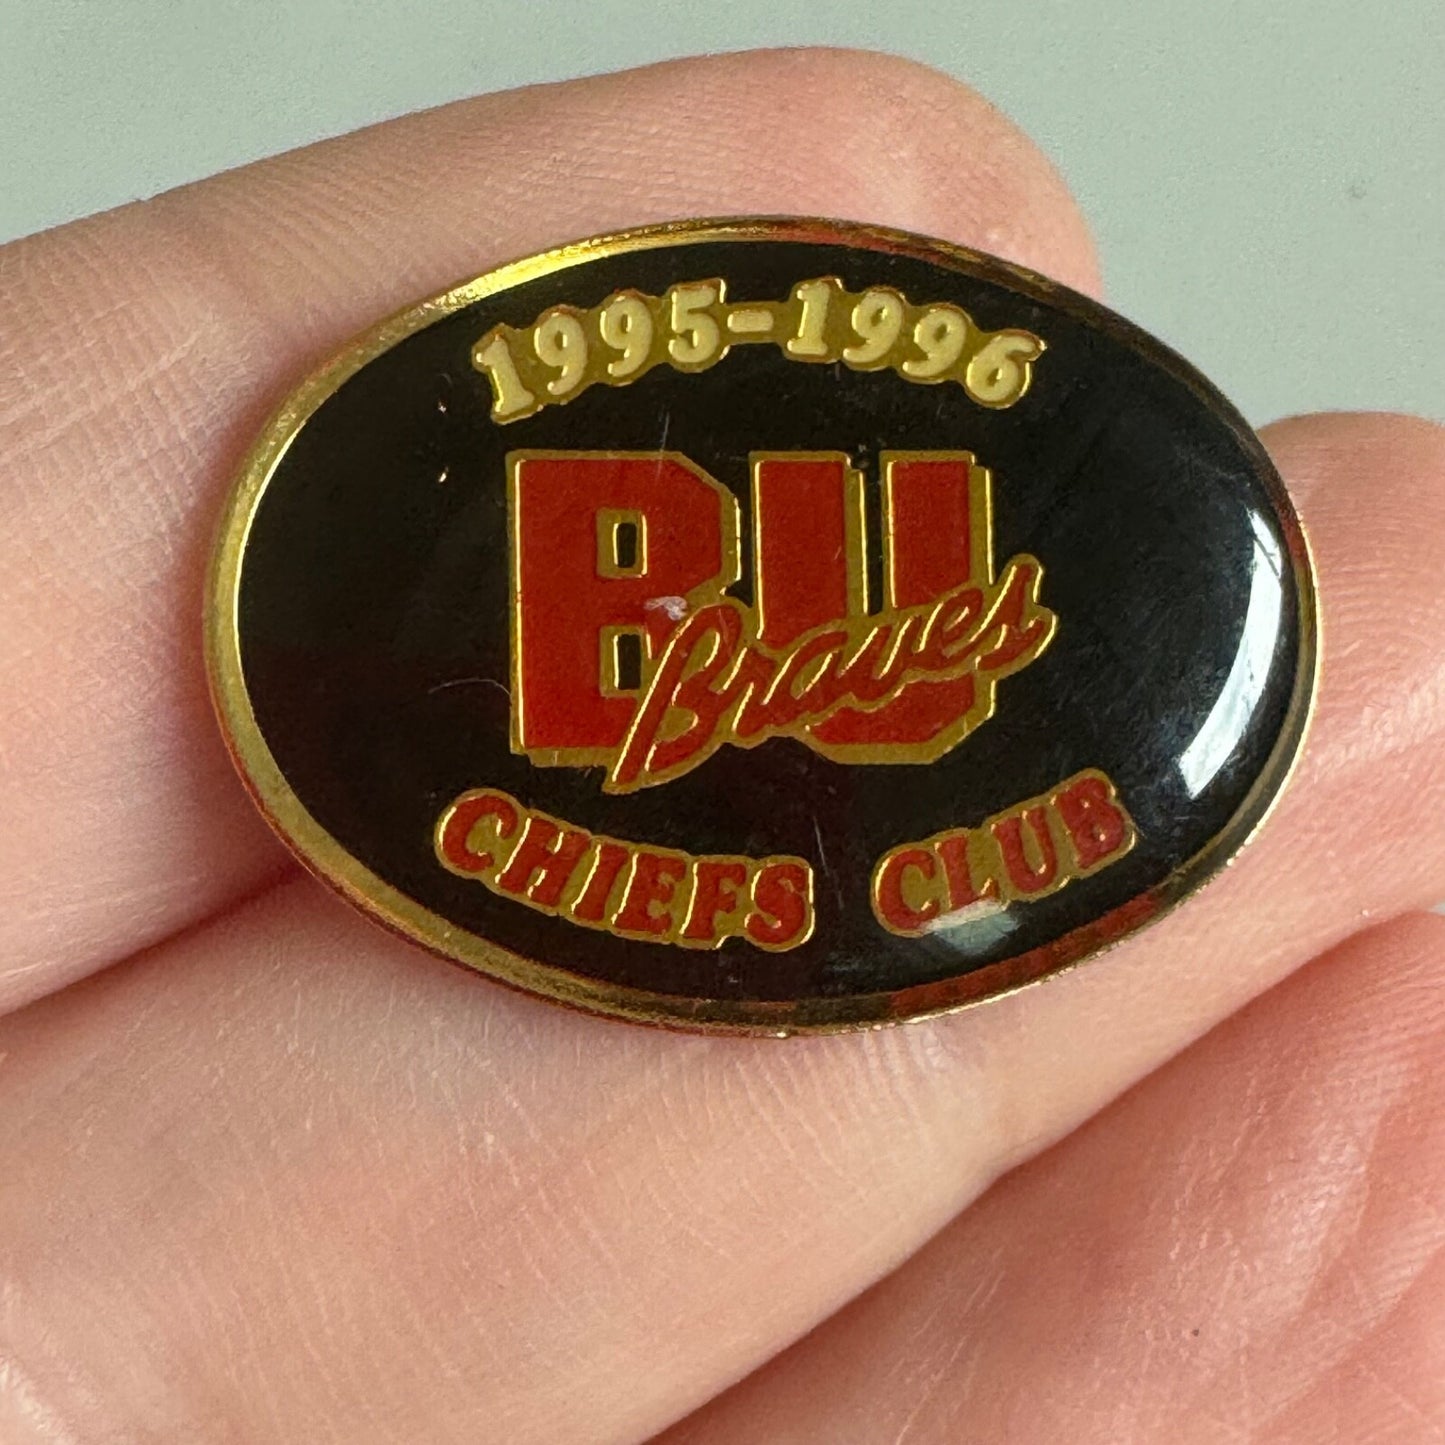 1995-1996
BU
Braves
CHIEFS CLUB